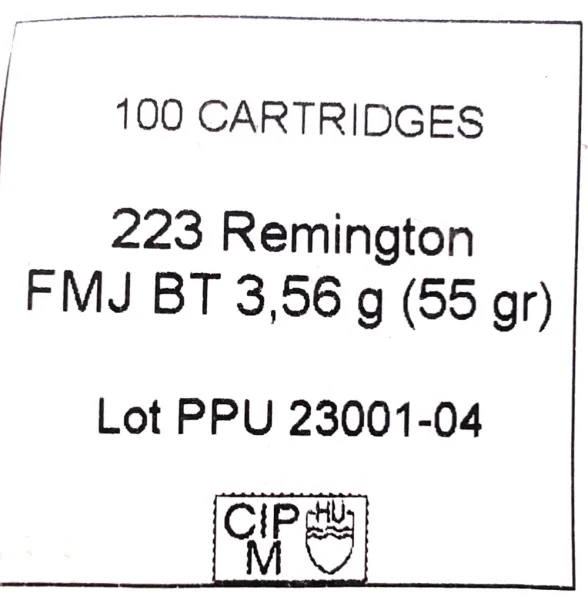 100 CARTRIDGES
223 Remington
FMJ BT 3,56 g (55 gr)
Lot PPU 23001-04
CIP HU
M